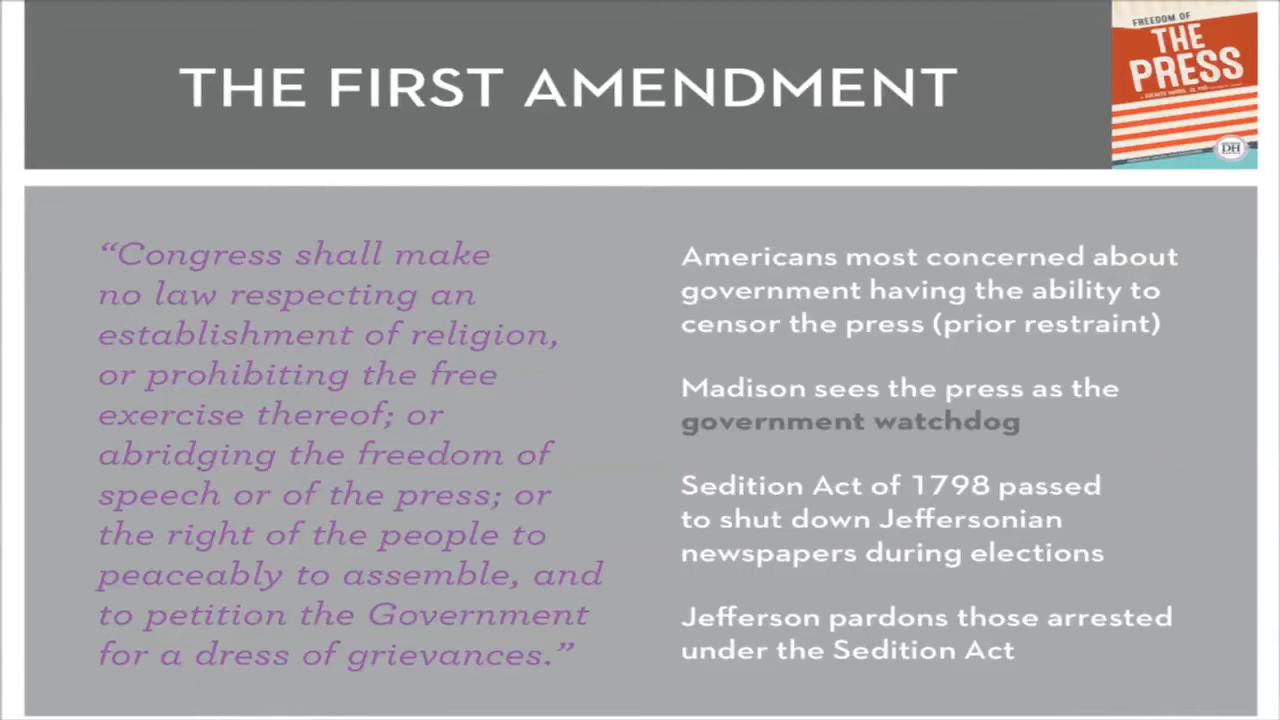 THE FIRST AMENDMENT
FREEDOM OF
THE
PRESS
DH
“Congress shall make
no law respecting an
establishment of religion,
or prohibiting the free
exercise thereof; or
abridging the freedom of
speech or of the press; or
the right of the people to
peaceably to assemble, and
to petition the Government
for a dress of grievances.”
Americans most concerned about
government having the ability to
censor the press (prior restraint)
Madison sees the press as the
government watchdog
Sedition Act of 1798 passed
to shut down Jeffersonian
newspapers during elections
Jefferson pardons those arrested
under the Sedition Act